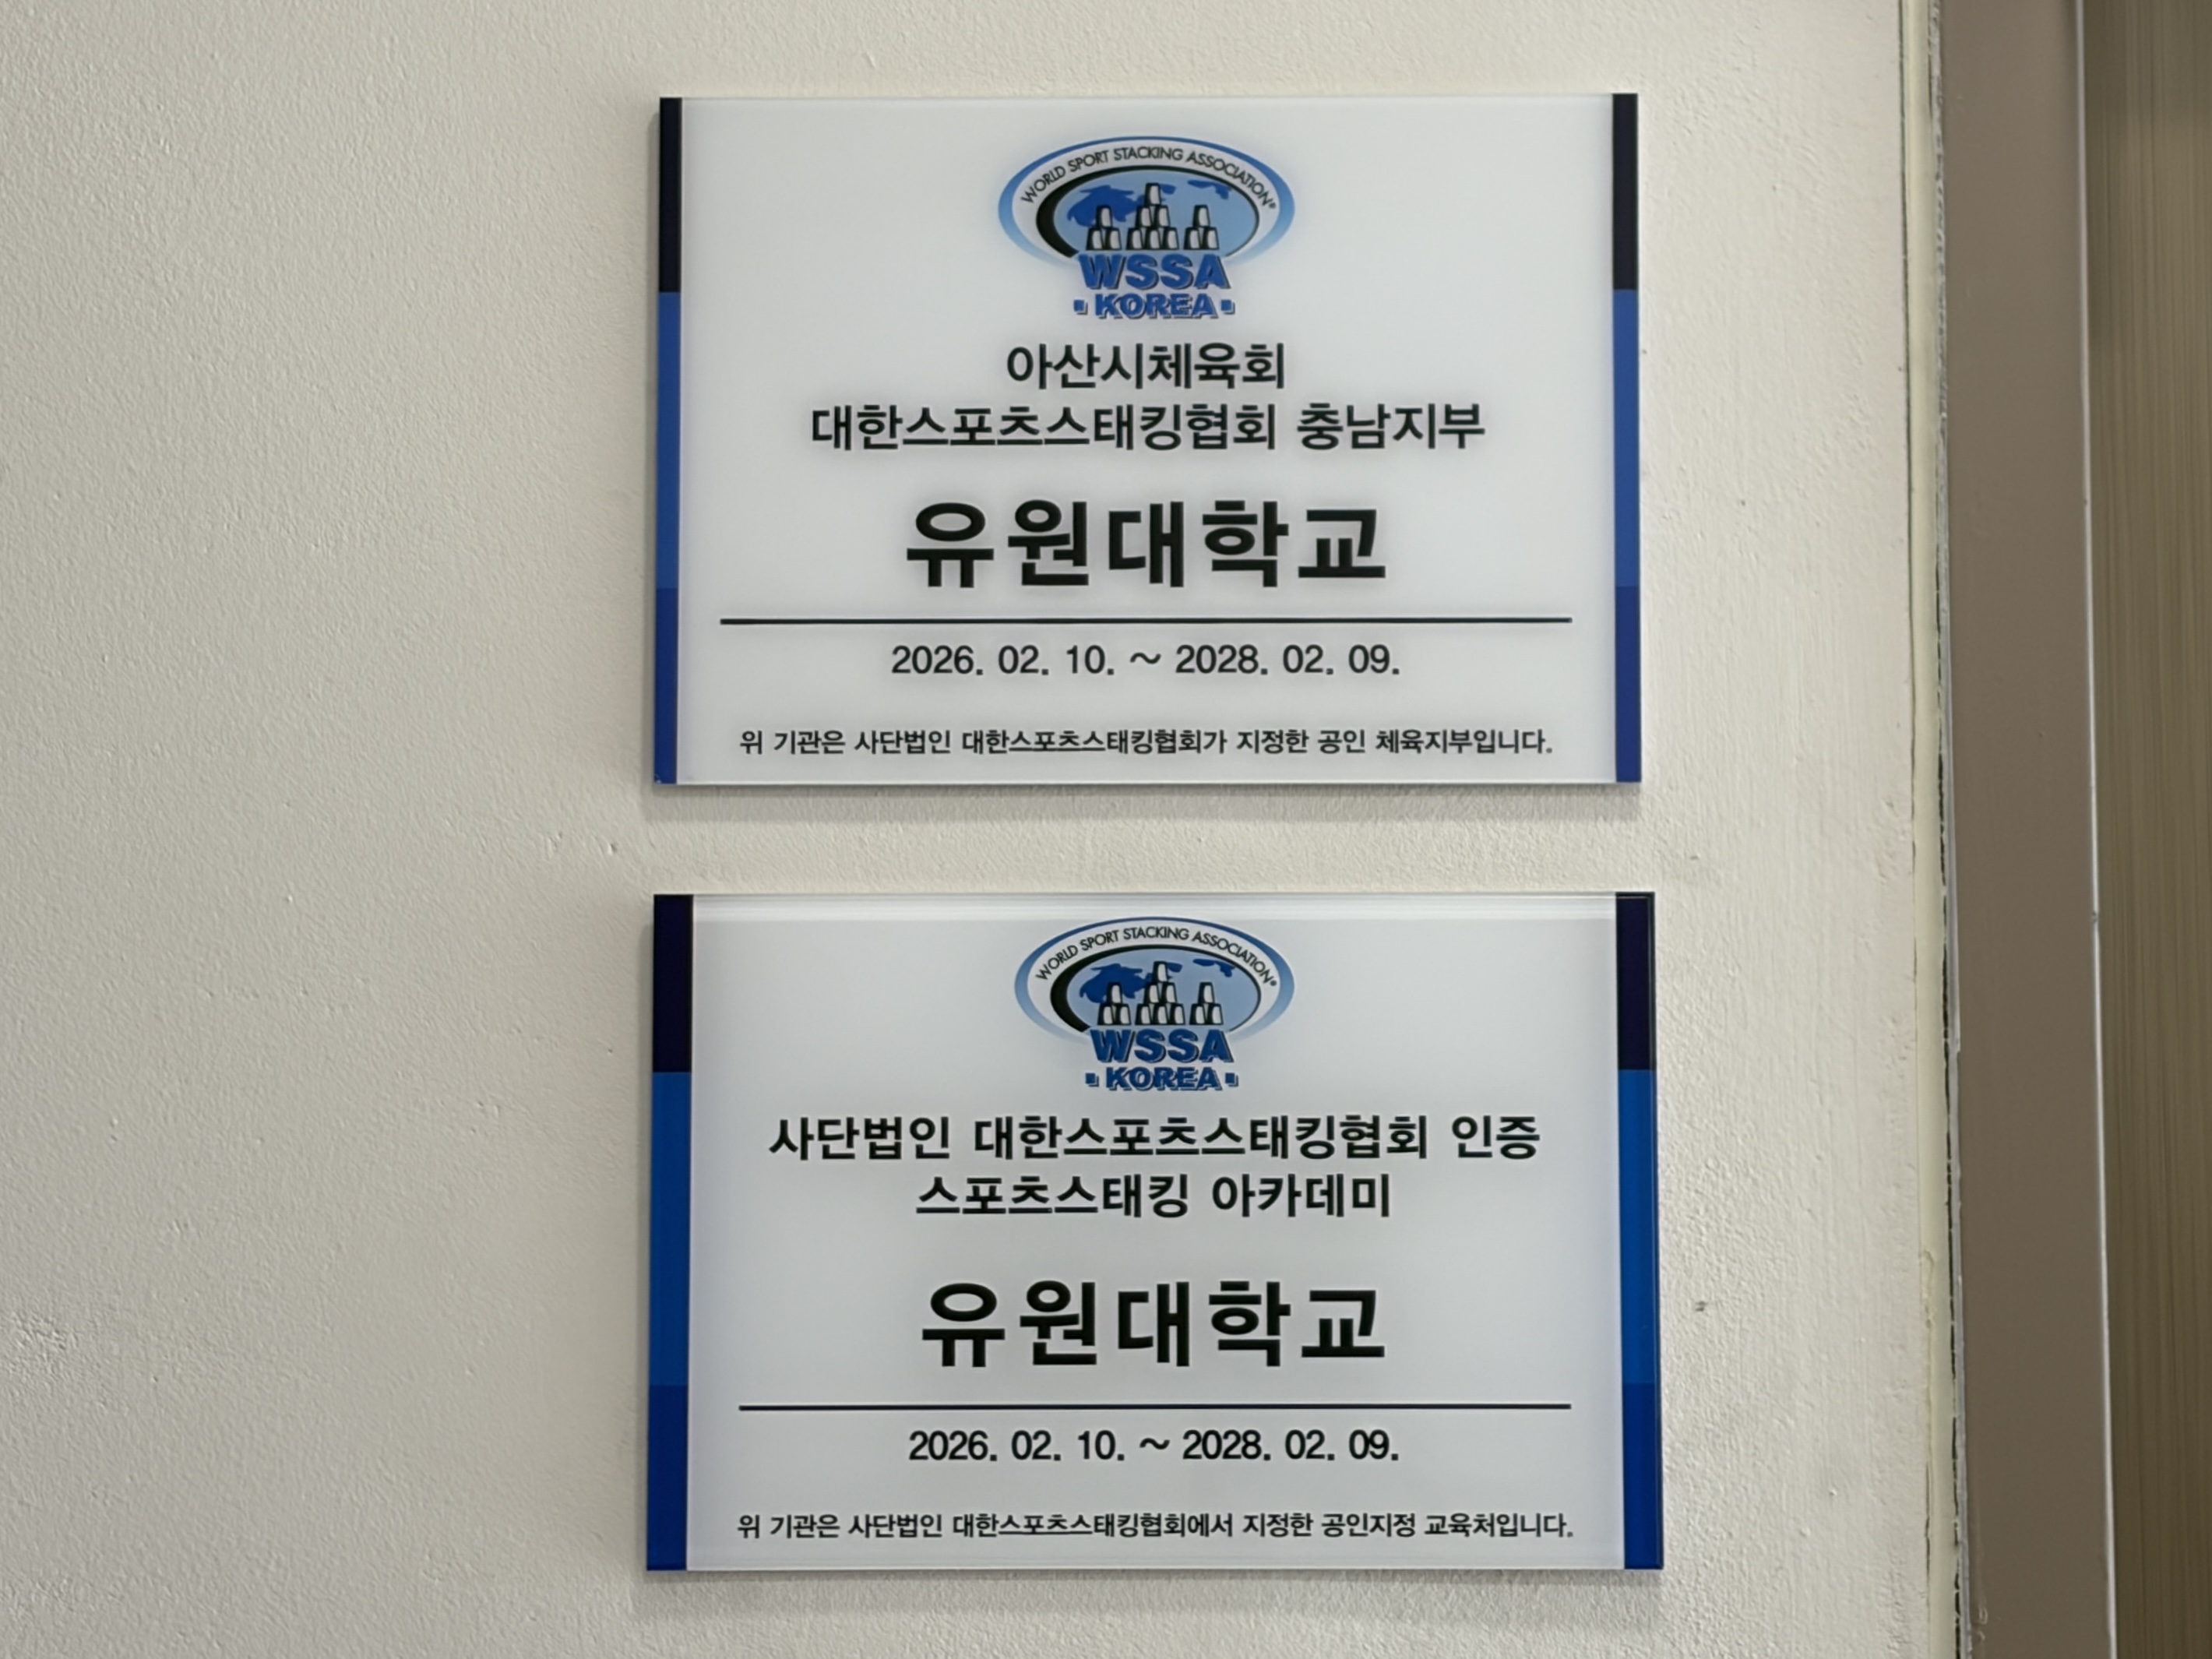 WORLD SPORT STACKING ASSOCIATION®
WSSA
KOREA
아산시체육회
대한스포츠스태킹협회 충남지부
유원대학교
2026. 02. 10. ~ 2028. 02. 09.
위 기관은 사단법인 대한스포츠스태킹협회가 지정한 공인 체육지부입니다.
WORLD SPORT STACKING ASSOCIATION®
WSSA
KOREA
사단법인 대한스포츠스태킹협회 인증
스포츠스태킹 아카데미
유원대학교
2026. 02. 10. ~ 2028. 02. 09.
위 기관은 사단법인 대한스포츠스태킹협회에서 지정한 공인지정 교육처입니다.